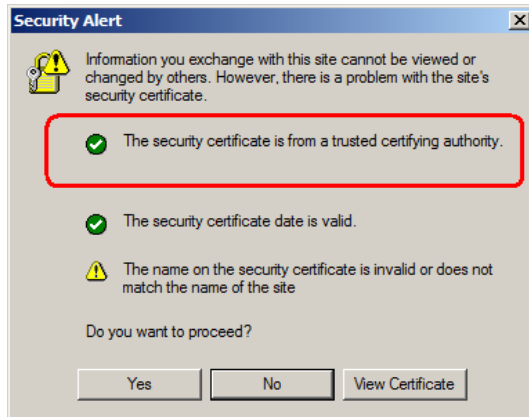 Security Alert
Information you exchange with this site cannot be viewed or
changed by others. However, there is a problem with the site's
security certificate.
The security certificate is from a trusted certifying authority.
The security certificate date is valid.
The name on the security certificate is invalid or does not
match the name of the site
Do you want to proceed?
Yes No View Certificate